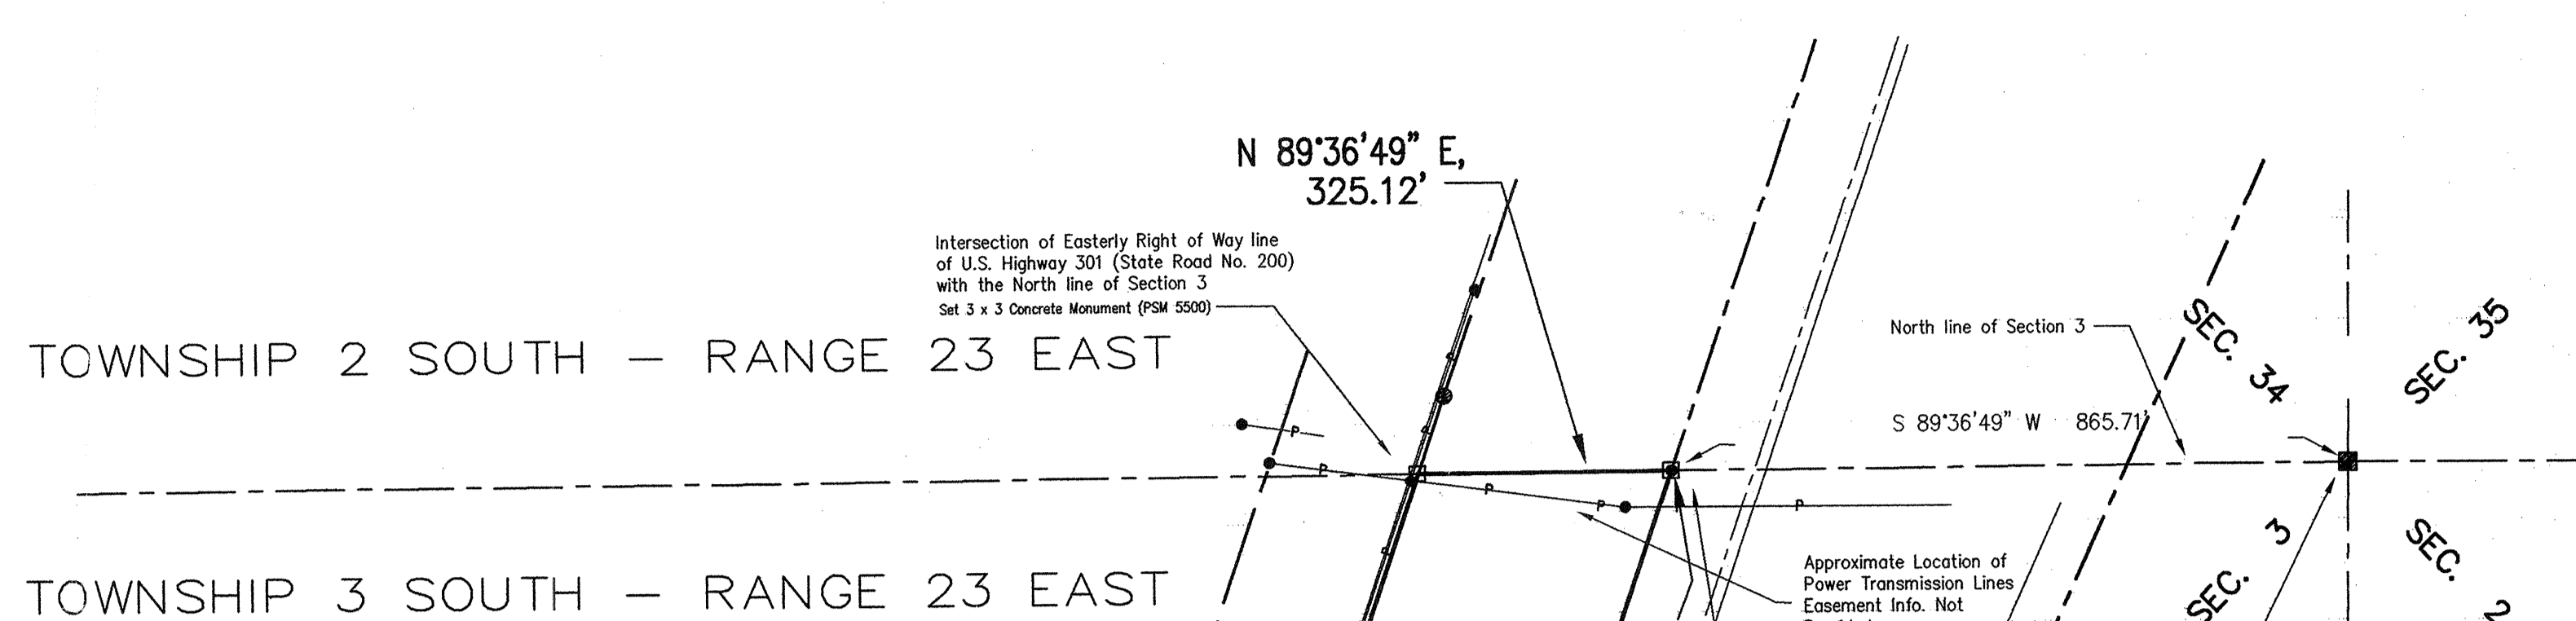 N 89°36'49" E,
325.12'
Intersection of Easterly Right of Way line
of U.S. Highway 301 (State Road No. 200)
with the North line of Section 3
Set 3 x 3 Concrete Monument (PSM 5500)
TOWNSHIP 2 SOUTH – RANGE 23 EAST
North line of Section 3
S 89°36'49" W 865.71'
SEC. 34
SEC. 35
P
P
P
P
P
P
P
P
TOWNSHIP 3 SOUTH – RANGE 23 EAST
Approximate Location of
Power Transmission Lines
Easement Info. Not
SEC. 3
SEC. 2